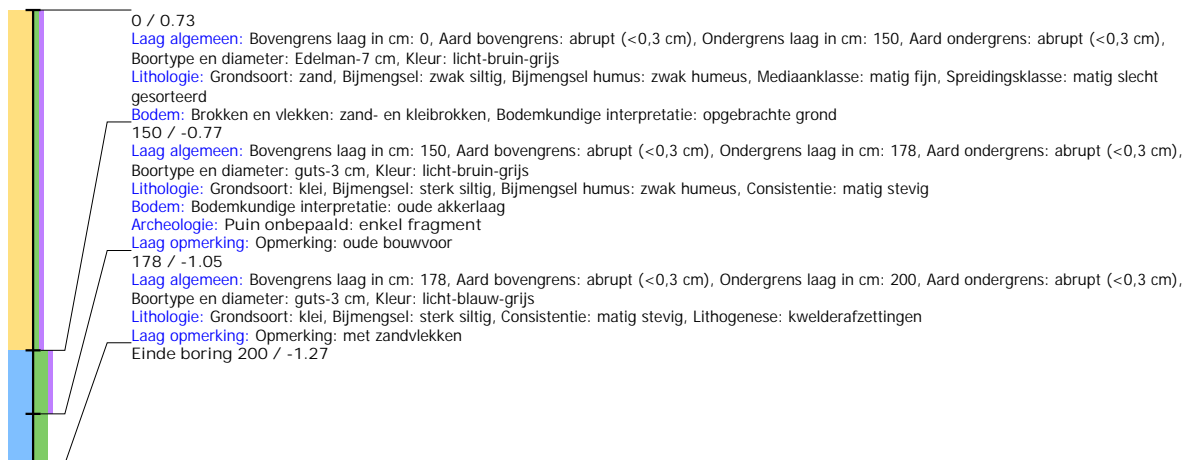 0 / 0.73
Laag algemeen: Bovengrens laag in cm: 0, Aard bovengrens: abrupt (<0,3 cm), Ondergrens laag in cm: 150, Aard ondergrens: abrupt (<0,3 cm),
Boortype en diameter: Edelman-7 cm, Kleur: licht-bruin-grijs
Lithologie: Grondsoort: zand, Bijmengsel: zwak siltig, Bijmengsel humus: zwak humeus, Mediaanklasse: matig fijn, Spreidingsklasse: matig slecht
gesorteerd
Bodem: Brokken en vlekken: zand- en kleibrokken, Bodemkundige interpretatie: opgebrachte grond
150 / -0.77
Laag algemeen: Bovengrens laag in cm: 150, Aard bovengrens: abrupt (<0,3 cm), Ondergrens laag in cm: 178, Aard ondergrens: abrupt (<0,3 cm),
Boortype en diameter: guts-3 cm, Kleur: licht-bruin-grijs
Lithologie: Grondsoort: klei, Bijmengsel: sterk siltig, Bijmengsel humus: zwak humeus, Consistentie: matig stevig
Bodem: Bodemkundige interpretatie: oude akkerlaag
Archeologie: Puin onbepaald: enkel fragment
Laag opmerking: Opmerking: oude bouwvoor
178 / -1.05
Laag algemeen: Bovengrens laag in cm: 178, Aard bovengrens: abrupt (<0,3 cm), Ondergrens laag in cm: 200, Aard ondergrens: abrupt (<0,3 cm),
Boortype en diameter: guts-3 cm, Kleur: licht-blauw-grijs
Lithologie: Grondsoort: klei, Bijmengsel: sterk siltig, Consistentie: matig stevig, Lithogenese: kwelderafzettingen
Laag opmerking: Opmerking: met zandvlekken
Einde boring 200 / -1.27